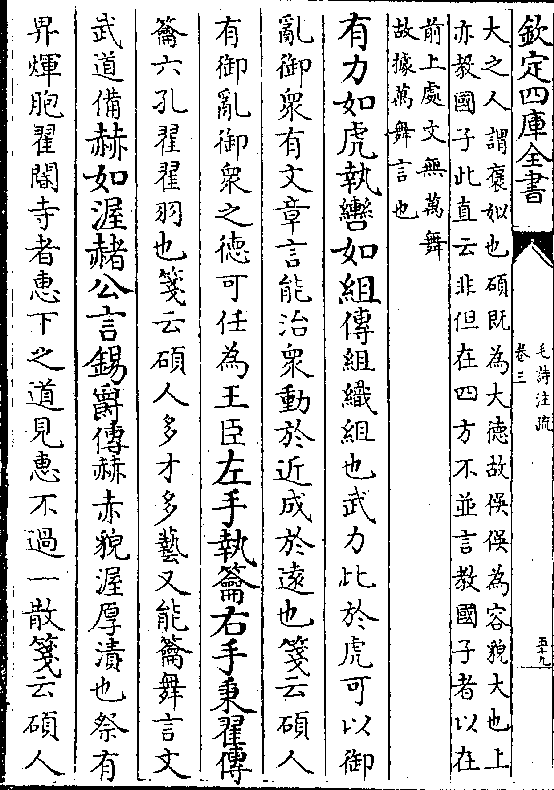 欽定四庫全書
毛詩注疏
卷三
五十九
大之人謂褒姒也碩既為大德故俁俁為容貌大也上
亦教國子此直云非但在四方不並言教國子者以在
前上處文無萬舞
故據萬舞言也
有力如虎執轡如組傳組織組也武力比於虎可以御
亂御衆有文章言能治衆動於近成於遠也箋云碩人
有御亂御衆之徳可任為王臣左手執籥右手秉翟傳
籥六孔翟翟羽也箋云碩人多才多藝又能籥舞言文
武道備赫如渥赭公言錫爵傳赫赤貌渥厚漬也祭有
畀煇胞翟閽寺者惠下之道見惠不過一散箋云碩人